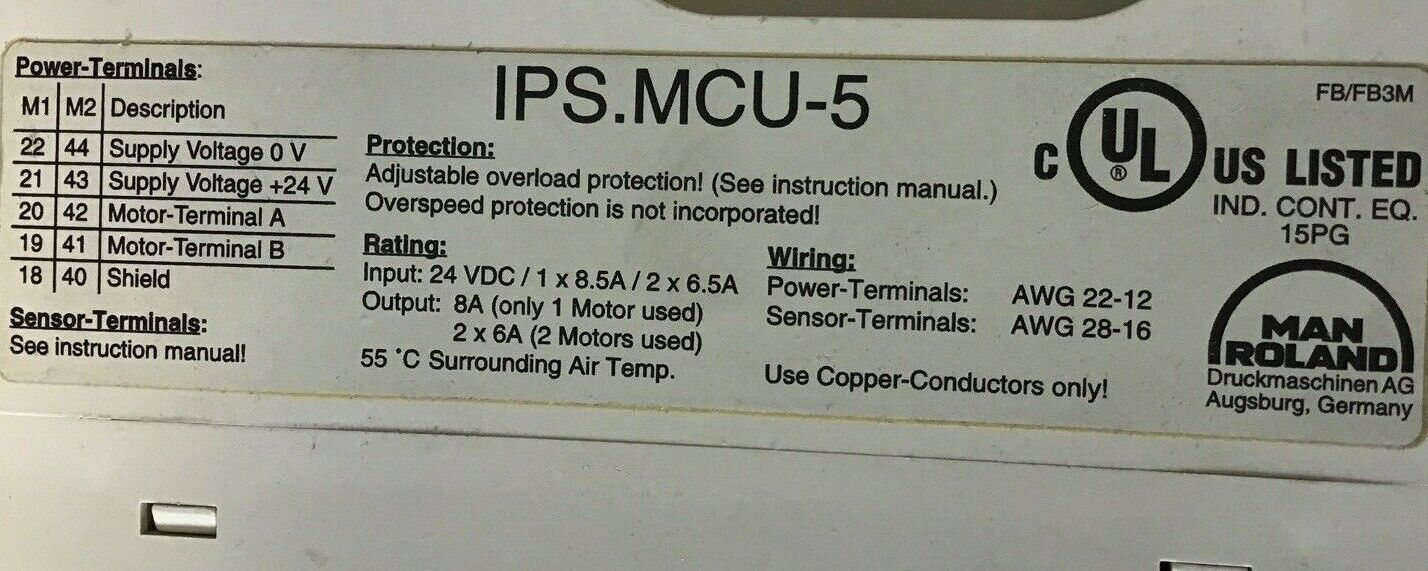 Power-Terminals:
M1 M2 Description
22 44 Supply Voltage 0 V
21 43 Supply Voltage +24 V
20 42 Motor-Terminal A
19 41 Motor-Terminal B
18 40 Shield
Sensor-Terminals:
See instruction manual!
IPS.MCU-5
Protection:
Adjustable overload protection! (See instruction manual.)
Overspeed protection is not incorporated!
Rating:
Input: 24 VDC / 1 x 8.5A / 2 x 6.5A
Output: 8A (only 1 Motor used)
2 x 6A (2 Motors used)
55 °C Surrounding Air Temp.
Wiring:
Power-Terminals: AWG 22-12
Sensor-Terminals: AWG 28-16
Use Copper-Conductors only!
FB/FB3M
C UL ® US LISTED
IND. CONT. EQ.
15PG
MAN
ROLAND
Druckmaschinen AG
Augsburg, Germany